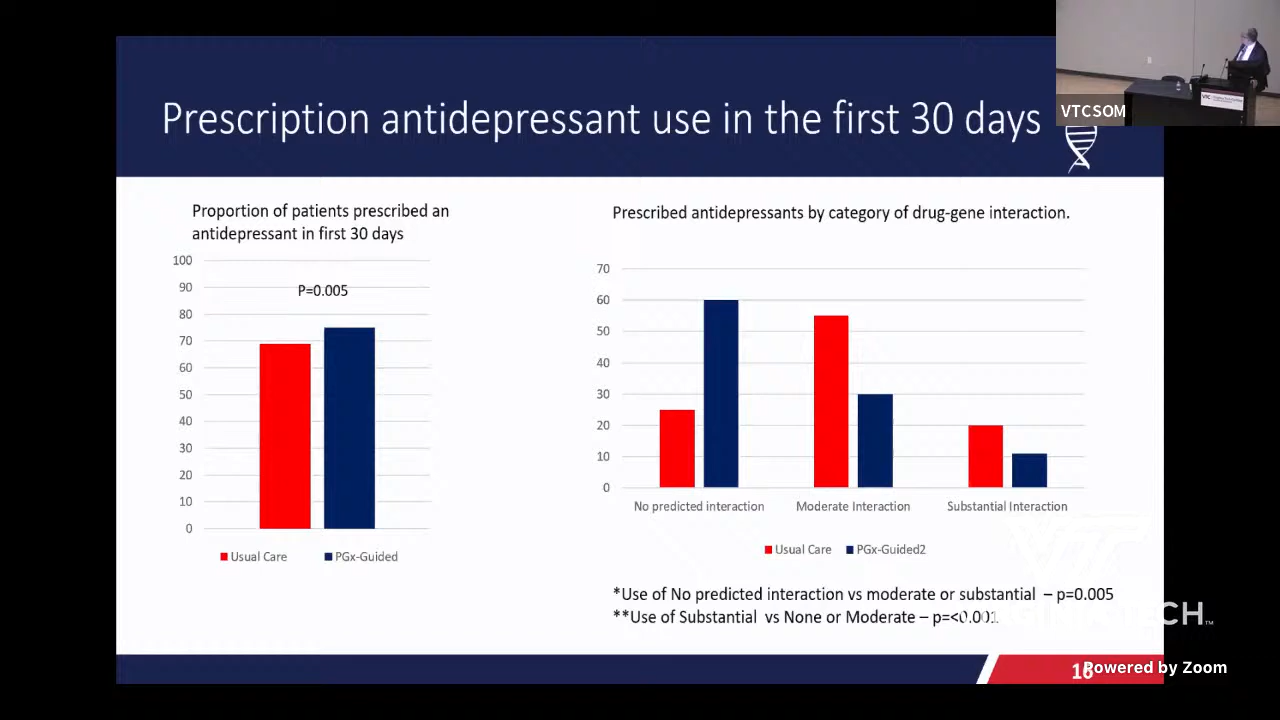 Prescription antidepressant use in the first 30 days
VTCSOM
Proportion of patients prescribed an
antidepressant in first 30 days
100
90
80
70
60
50
40
30
20
10
0
P=0.005
Usual Care
PGx-Guided
Prescribed antidepressants by category of drug-gene interaction.
70
60
50
40
30
20
10
0
No predicted interaction
Moderate Interaction
Substantial Interaction
Usual Care
PGx-Guided2
*Use of No predicted interaction vs moderate or substantial – p=0.005
**Use of Substantial vs None or Moderate – p=<0.001
16
Powered by Zoom